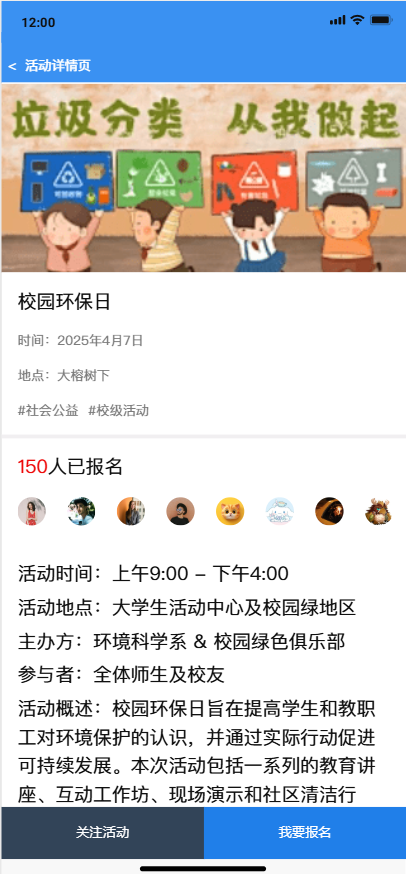 12:00
< 活动详情页
垃圾分类 从我做起
校园环保日
时间：2025年4月7日
地点：大榕树下
#社会公益 #校级活动
150人已报名
活动时间：上午9:00 – 下午4:00
活动地点：大学生活动中心及校园绿地区
主办方：环境科学系 & 校园绿色俱乐部
参与者：全体师生及校友
活动概述：校园环保日旨在提高学生和教职
工对环境保护的认识，并通过实际行动促进
可持续发展。本次活动包括一系列的教育讲
座、互动工作坊、现场演示和社区清洁行
关注活动 我要报名